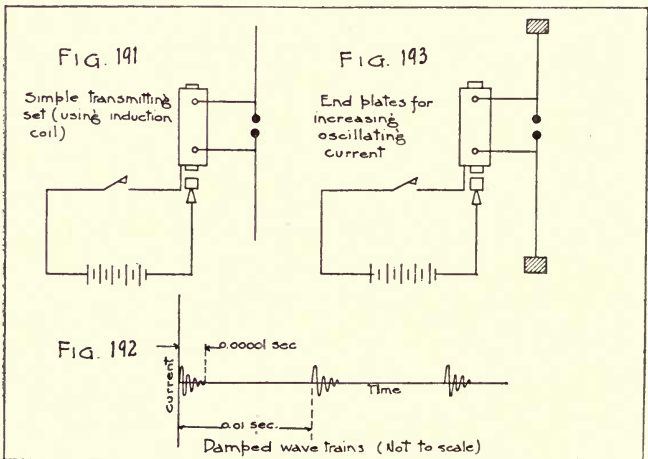 FIG. 191
Simple transmitting
set (using induction
coil)
FIG. 193
End plates for
increasing
oscillating
current
FIG. 192
0.00001 sec
current
Time
0.01 sec.
Damped wave trains (Not to scale)